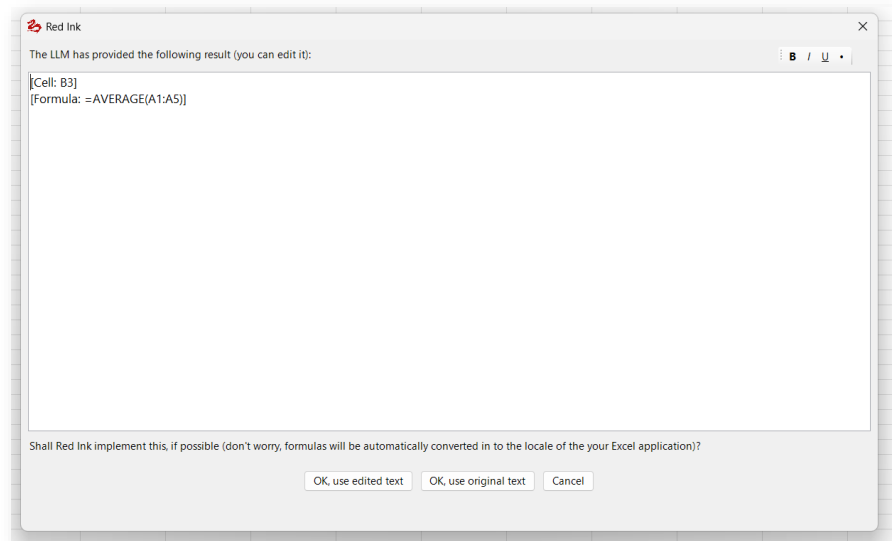 Red Ink
The LLM has provided the following result (you can edit it):
B I U •
[Cell: B3]
[Formula: =AVERAGE(A1:A5)]
Shall Red Ink implement this, if possible (don't worry, formulas will be automatically converted in to the locale of the your Excel application)?
OK, use edited text OK, use original text Cancel